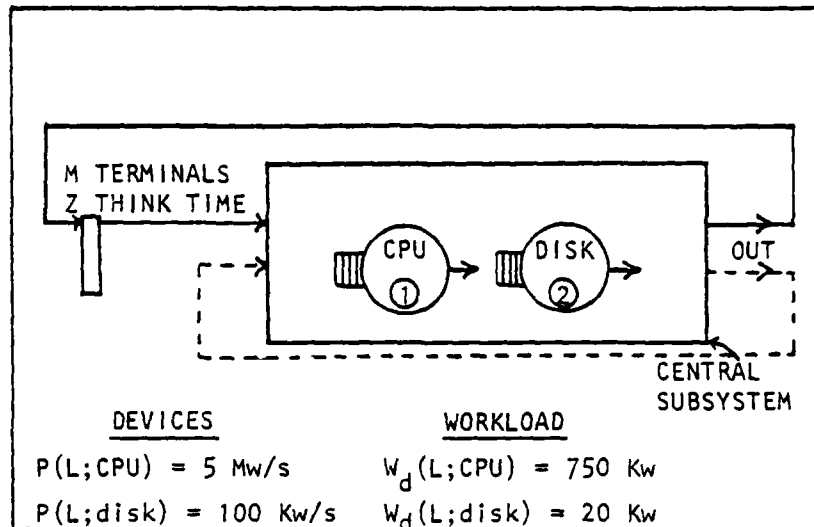 M TERMINALS
Z THINK TIME
CPU
DISK
OUT
1
2
CENTRAL
SUBSYSTEM
DEVICES
WORKLOAD
P(L;CPU) = 5 Mw/s
W_d(L;CPU) = 750 Kw
P(L;disk) = 100 Kw/s
W_d(L;disk) = 20 Kw